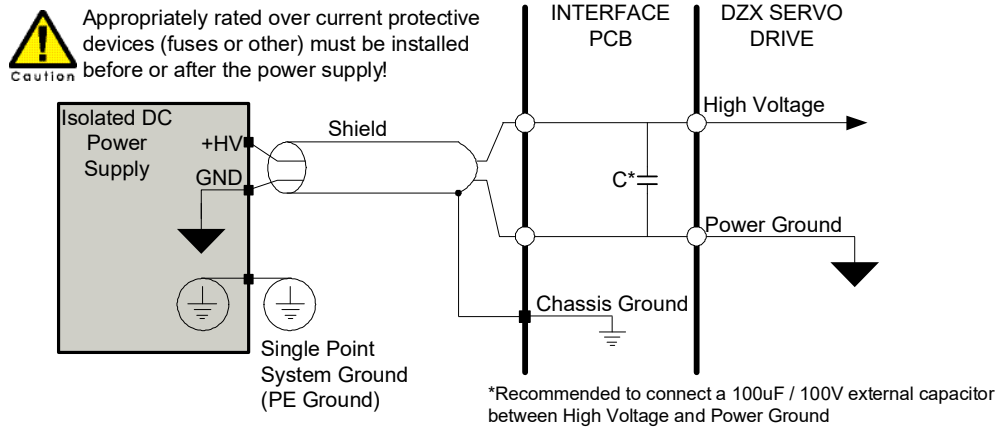 Appropriately rated over current protective
devices (fuses or other) must be installed
before or after the power supply!
Caution
INTERFACE
PCB
DZX SERVO
DRIVE
Isolated DC
Power
Supply
+HV
GND
Shield
High Voltage
C*
Power Ground
Chassis Ground
Single Point
System Ground
(PE Ground)
*Recommended to connect a 100uF / 100V external capacitor
between High Voltage and Power Ground